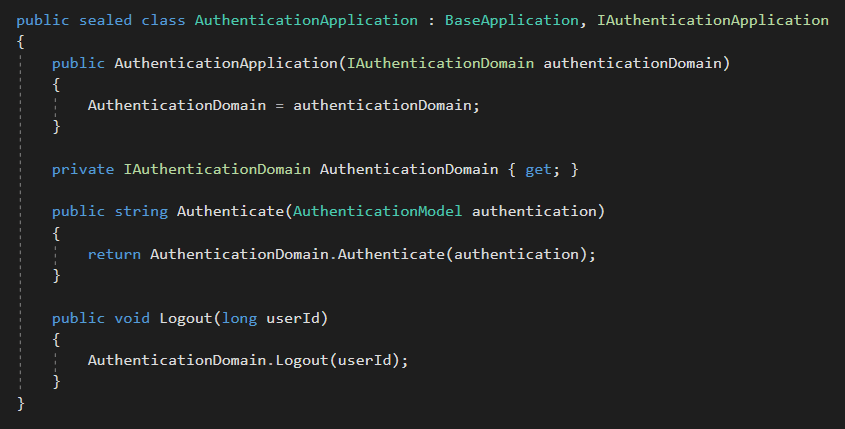 public sealed class AuthenticationApplication : BaseApplication, IAuthenticationApplication
{
    public AuthenticationApplication(IAuthenticationDomain authenticationDomain)
    {
        AuthenticationDomain = authenticationDomain;
    }

    private IAuthenticationDomain AuthenticationDomain { get; }

    public string Authenticate(AuthenticationModel authentication)
    {
        return AuthenticationDomain.Authenticate(authentication);
    }

    public void Logout(long userId)
    {
        AuthenticationDomain.Logout(userId);
    }
}